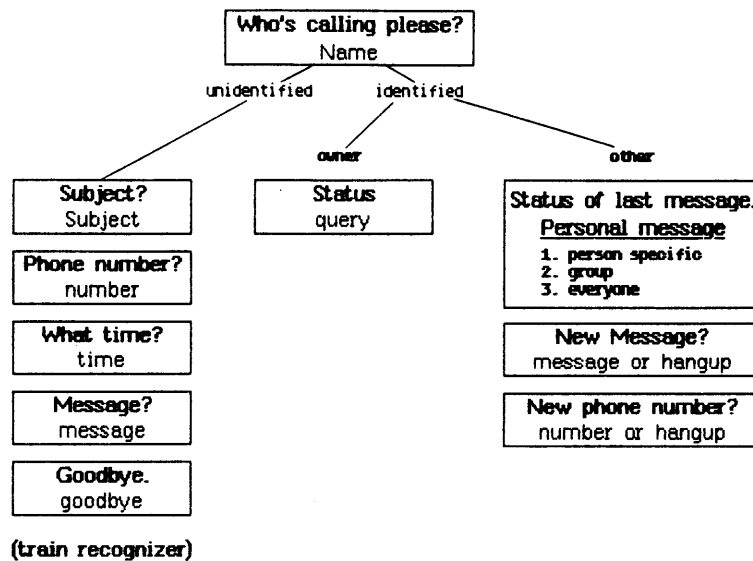 Who's calling please?
Name
unidentified
identified
owner
other
Subject?
Subject
Phone number?
number
What time?
time
Message?
message
Goodbye.
goodbye
(train recognizer)
Status
query
Status of last message.
Personal message
1. person specific
2. group
3. everyone
New Message?
message or hangup
New phone number?
number or hangup